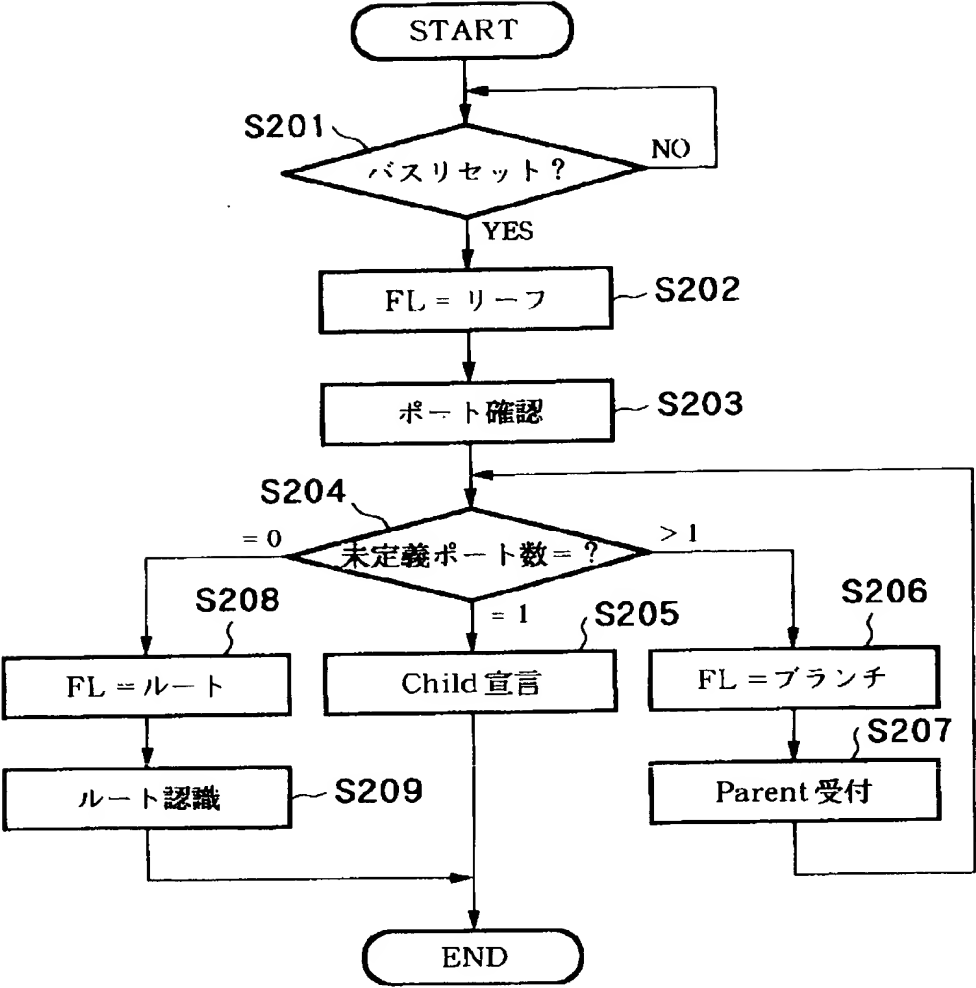 START
S201
バスリセット?
NO
YES
FL = リーフ
S202
ポート確認
S203
S204
= 0
未定義ポート数= ?
> 1
= 1
S208
S205
S206
FL = ルート
Child 宣言
FL = ブランチ
S207
ルート認識
S209
Parent 受付
END